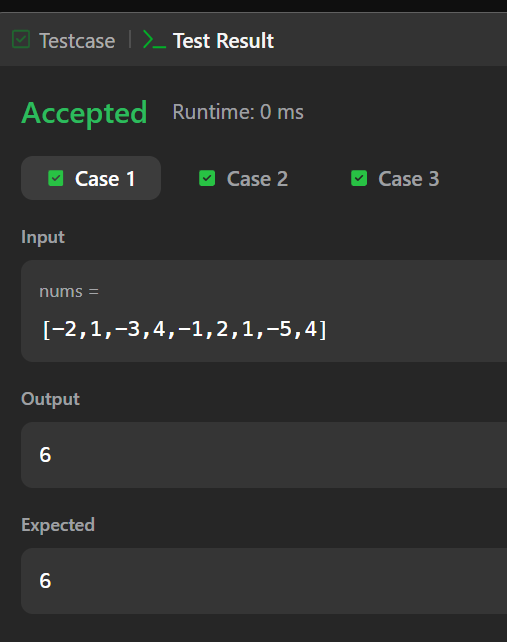 Testcase | Test Result
Accepted Runtime: 0 ms
Case 1 Case 2 Case 3
Input
nums =
[-2,1,-3,4,-1,2,1,-5,4]
Output
6
Expected
6